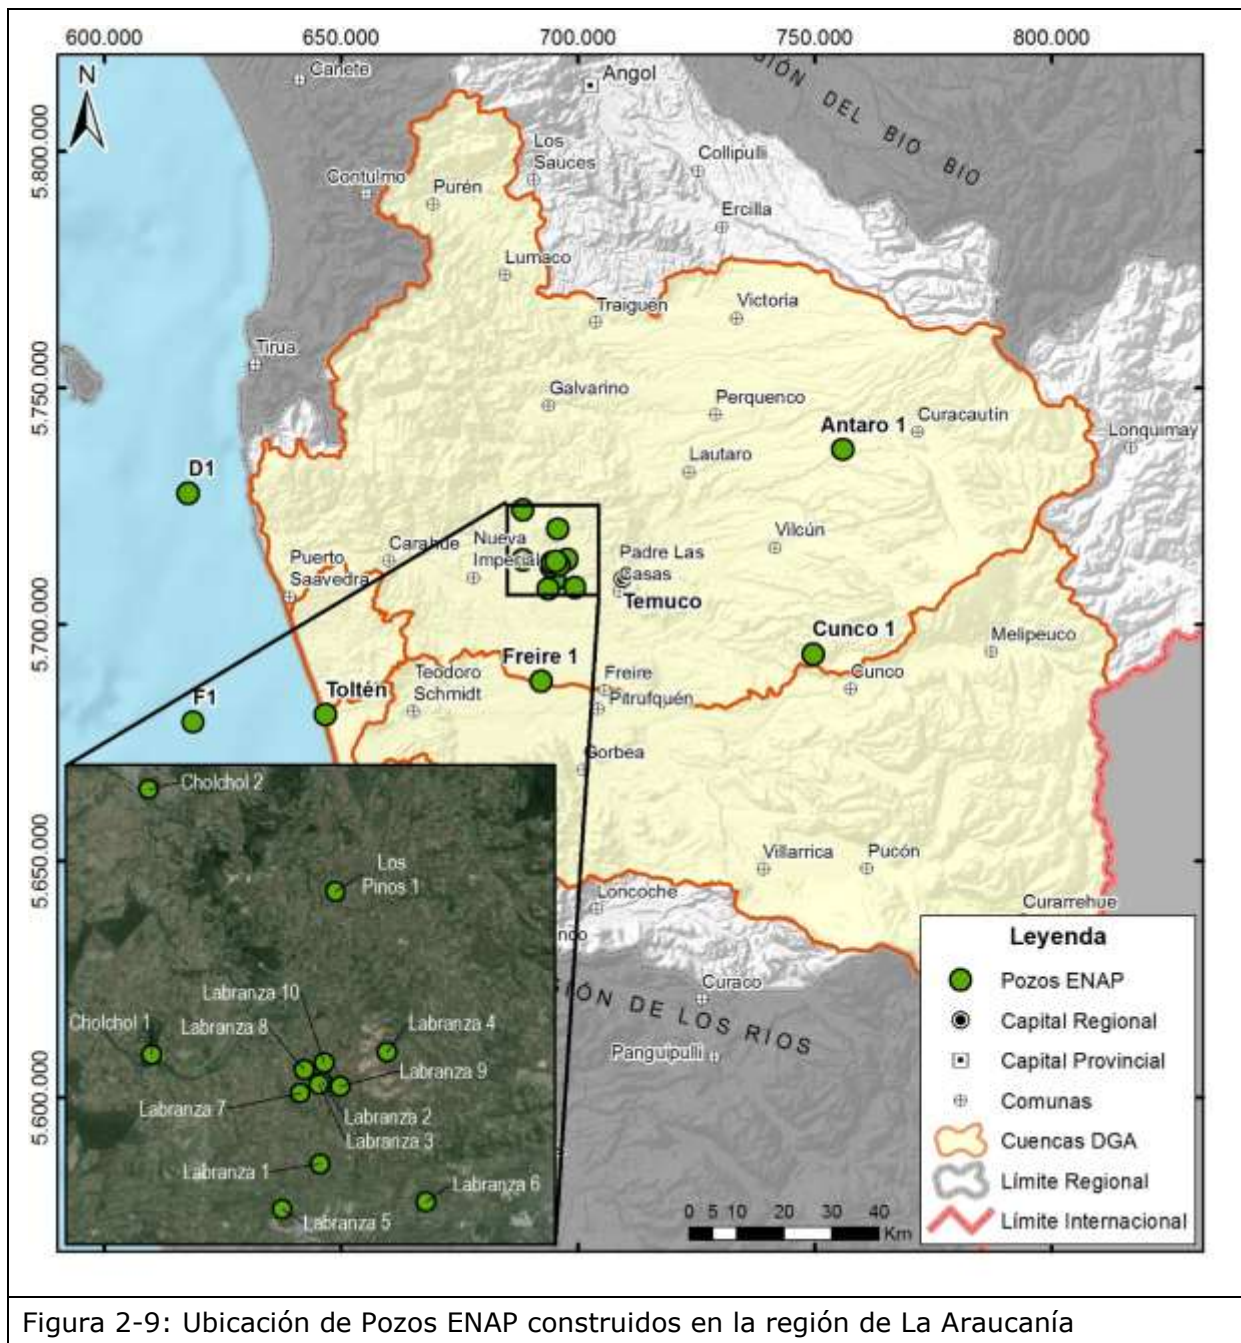 600.000
650.000
700.000
750.000
800.000
N
5.800.000
5.750.000
5.700.000
5.650.000
5.600.000
Cañete
Angol
GIÓN DEL BIO BIO
Los
Sauces
Collipulli
Contulmo
Purén
Ercilla
Lumaco
Traiguén
Victoria
Tirua
Galvarino
Perquenco
Antaro 1
Curacautín
Lonquimay
Lautaro
D1
Vilcún
Puerto
Saavedra
Carahue
Nueva
Imperial
Padre Las
Casas
Temuco
Cunco 1
Melipeuco
Freire 1
Teodoro
Schmidt
Freire
Cunco
Toltén
Pitrufquén
F1
Gorbea
Villarrica
Pucón
Loncoche
Curarrehue
nco
Curaco
IÓN DE LOS RÍOS
Panguipulli
Cholchol 2
Los
Pinos 1
Labranza 10
Cholchol 1
Labranza 8
Labranza 4
Labranza 9
Labranza 7
Labranza 2
Labranza 3
Labranza 1
Labranza 6
Labranza 5
Leyenda
Pozos ENAP
Capital Regional
Capital Provincial
Comunas
Cuencas DGA
Límite Regional
Límite Internacional
0 5 10 20 30 40
Km
Figura 2-9: Ubicación de Pozos ENAP construidos en la región de La Araucanía